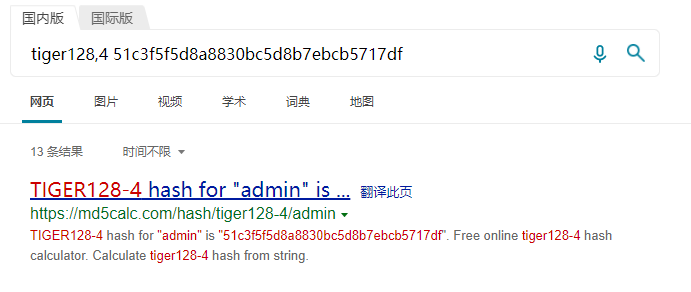 国内版 国际版
tiger128,4 51c3f5f5d8a8830bc5d8b7ebcb5717df
网页 图片 视频 学术 词典 地图
13 条结果 时间不限
TIGER128-4 hash for "admin" is ... 翻译此页
https://md5calc.com/hash/tiger128-4/admin
TIGER128-4 hash for "admin" is "51c3f5f5d8a8830bc5d8b7ebcb5717df". Free online tiger128-4 hash
calculator. Calculate tiger128-4 hash from string.